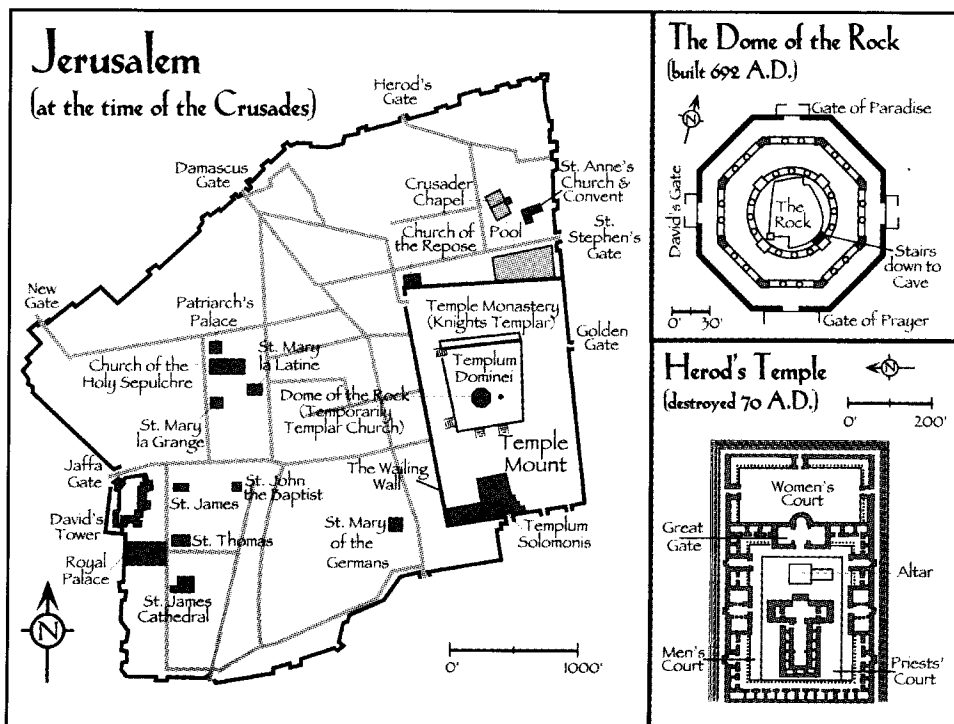 Jerusalem
(at the time of the Crusades)
Herod's
Gate
Damascus
Gate
Crusader
Chapel
St. Anne's
Church &
Convent
Pool
Church of
the Repose
St.
Stephen's
Gate
New
Gate
Patriarch's
Palace
Temple Monastery
(Knights Templar)
Golden
Gate
Church of the
Holy Sepulchre
St. Mary
la Latine
Templum
Dominei
Dome of the Rock
(Temporarily
Templar Church)
St. Mary
la Grange
Temple
Mount
Jaffa
Gate
The Wailing
Wall
St. James
St. John
the Baptist
David's
Tower
St. Thomas
St. Mary
of the
Germans
Templum
Solomonis
Royal
Palace
St. James
Cathedral
N
0'
1000'
The Dome of the Rock
(built 692 A.D.)
N
Gate of Paradise
David's Gate
The
Rock
Stairs
down to
Cave
0'
30'
Gate of Prayer
Herod's Temple
(destroyed 70 A.D.)
N
0'
200'
Women's
Court
Great
Gate
Altar
Men's
Court
Priests'
Court